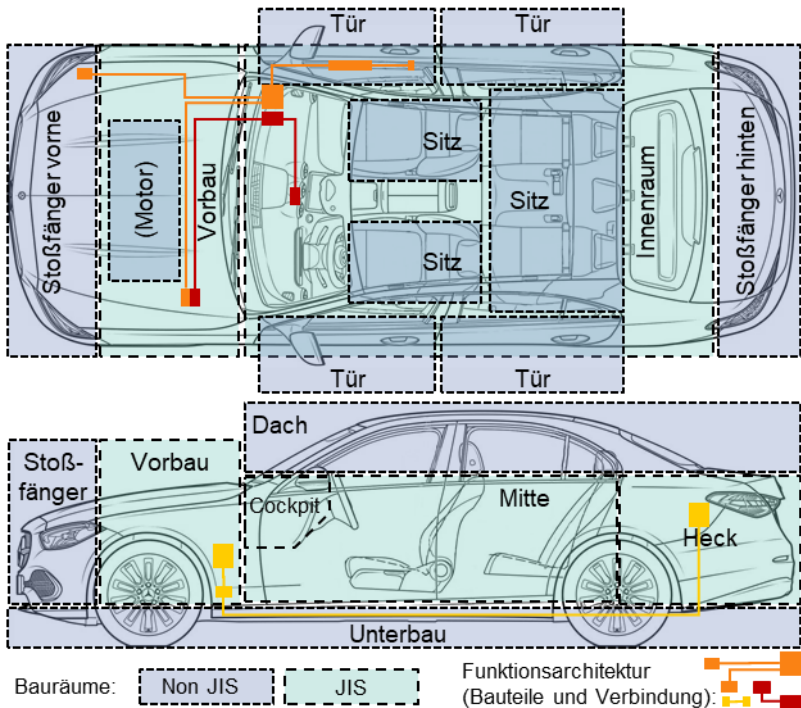 Tür
Tür
Stoßfänger vorne
(Motor)
Vorbau
Sitz
Sitz
Sitz
Innenraum
Stoßfänger hinten
Tür
Tür
Dach
Stoß-
fänger
Vorbau
Cockpit
Mitte
Heck
Unterbau
Bauräume:
Non JIS
JIS
Funktionsarchitektur
(Bauteile und Verbindung):